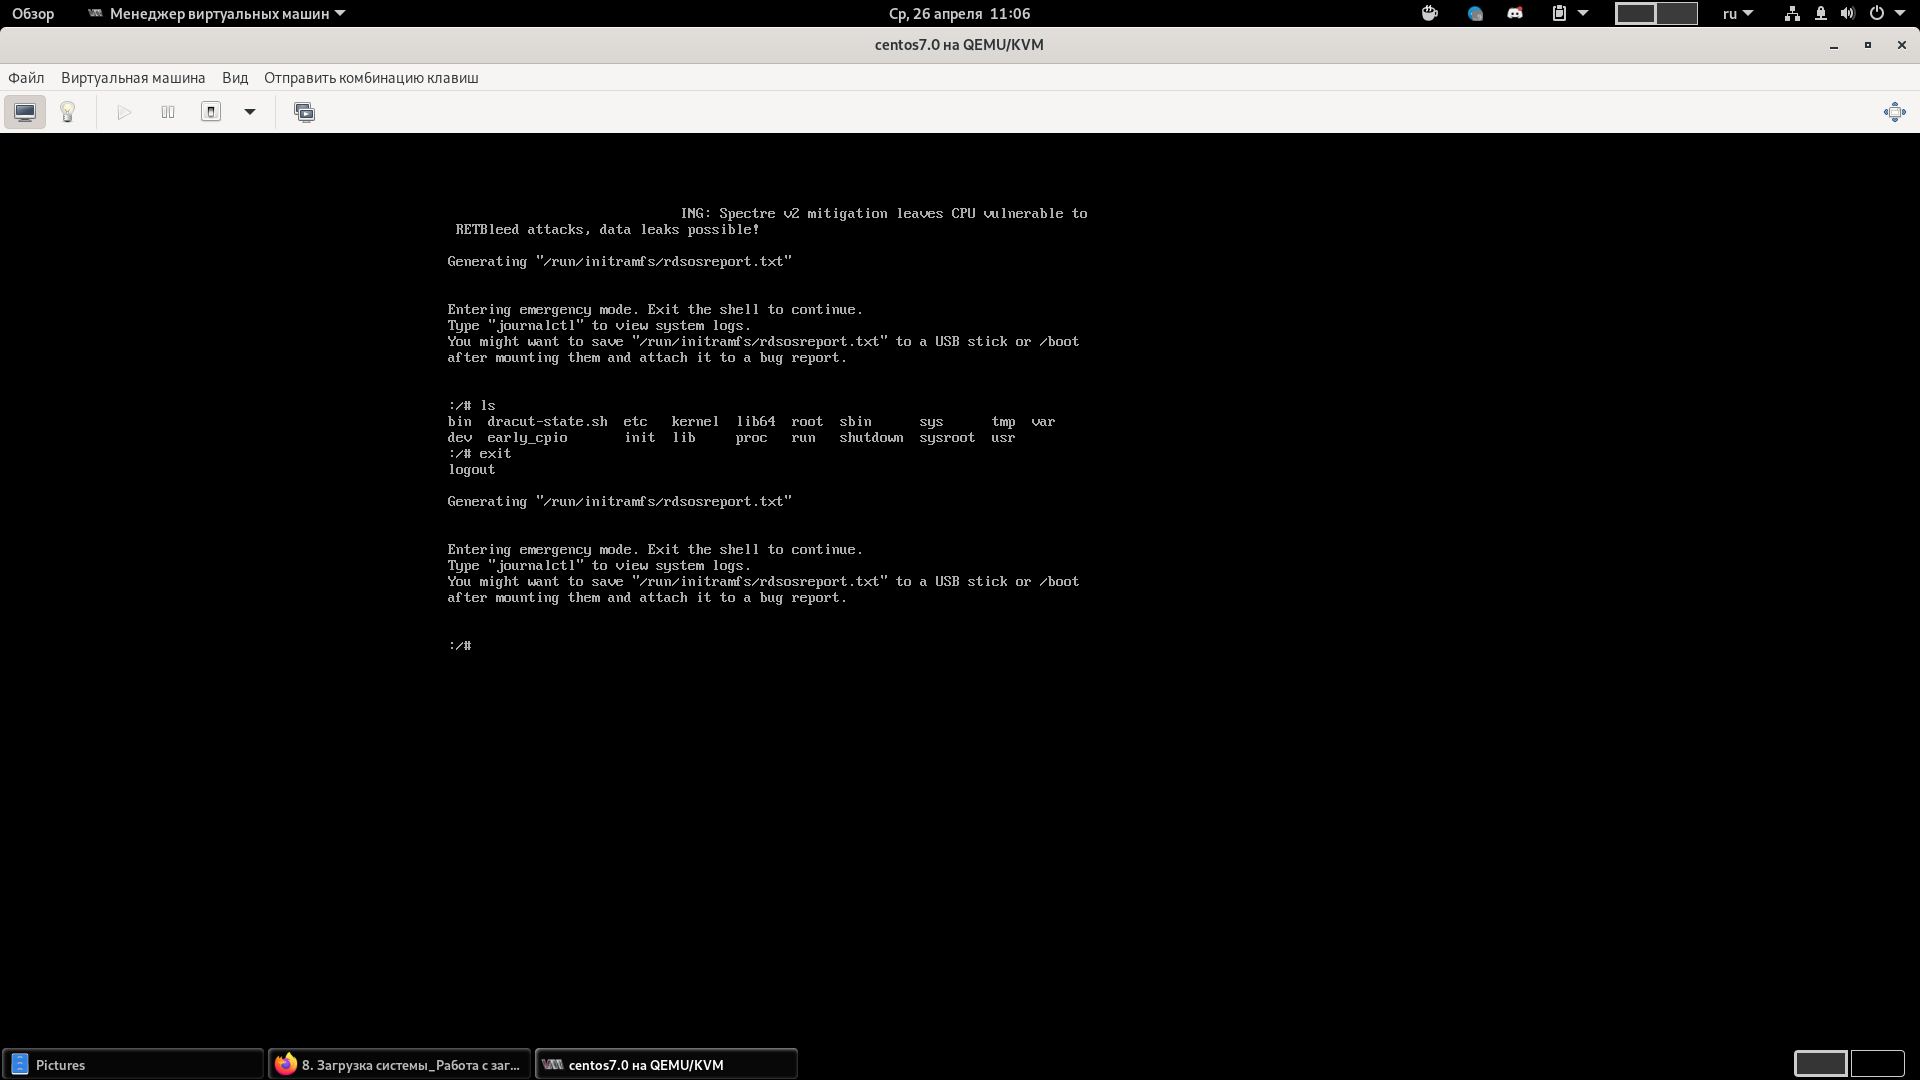 Обзор Менеджер виртуальных машин Ср, 26 апреля 11:06 ru
centos7.0 на QEMU/KVM
Файл Виртуальная машина Вид Отправить комбинацию клавиш
ING: Spectre v2 mitigation leaves CPU vulnerable to
RETBleed attacks, data leaks possible!
Generating "/run/initramfs/rdsosreport.txt"
Entering emergency mode. Exit the shell to continue.
Type "journalctl" to view system logs.
You might want to save "/run/initramfs/rdsosreport.txt" to a USB stick or /boot
after mounting them and attach it to a bug report.
:/# ls
bin dracut-state.sh etc kernel lib64 root sbin sys tmp var
dev early_cpio init lib proc run shutdown sysroot usr
:/# exit
logout
Generating "/run/initramfs/rdsosreport.txt"
Entering emergency mode. Exit the shell to continue.
Type "journalctl" to view system logs.
You might want to save "/run/initramfs/rdsosreport.txt" to a USB stick or /boot
after mounting them and attach it to a bug report.
:/#
Pictures 8. Загрузка системы_Работа с заг... centos7.0 на QEMU/KVM